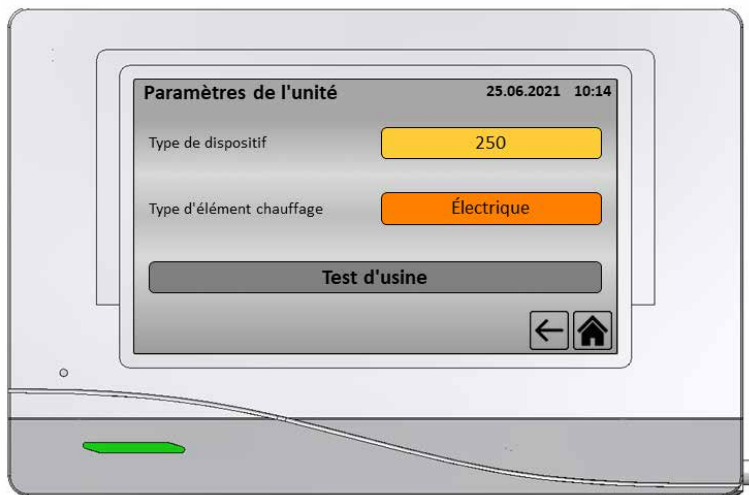 Paramètres de l'unité 25.06.2021 10:14
Type de dispositif 250
Type d'élément chauffage Électrique
Test d'usine